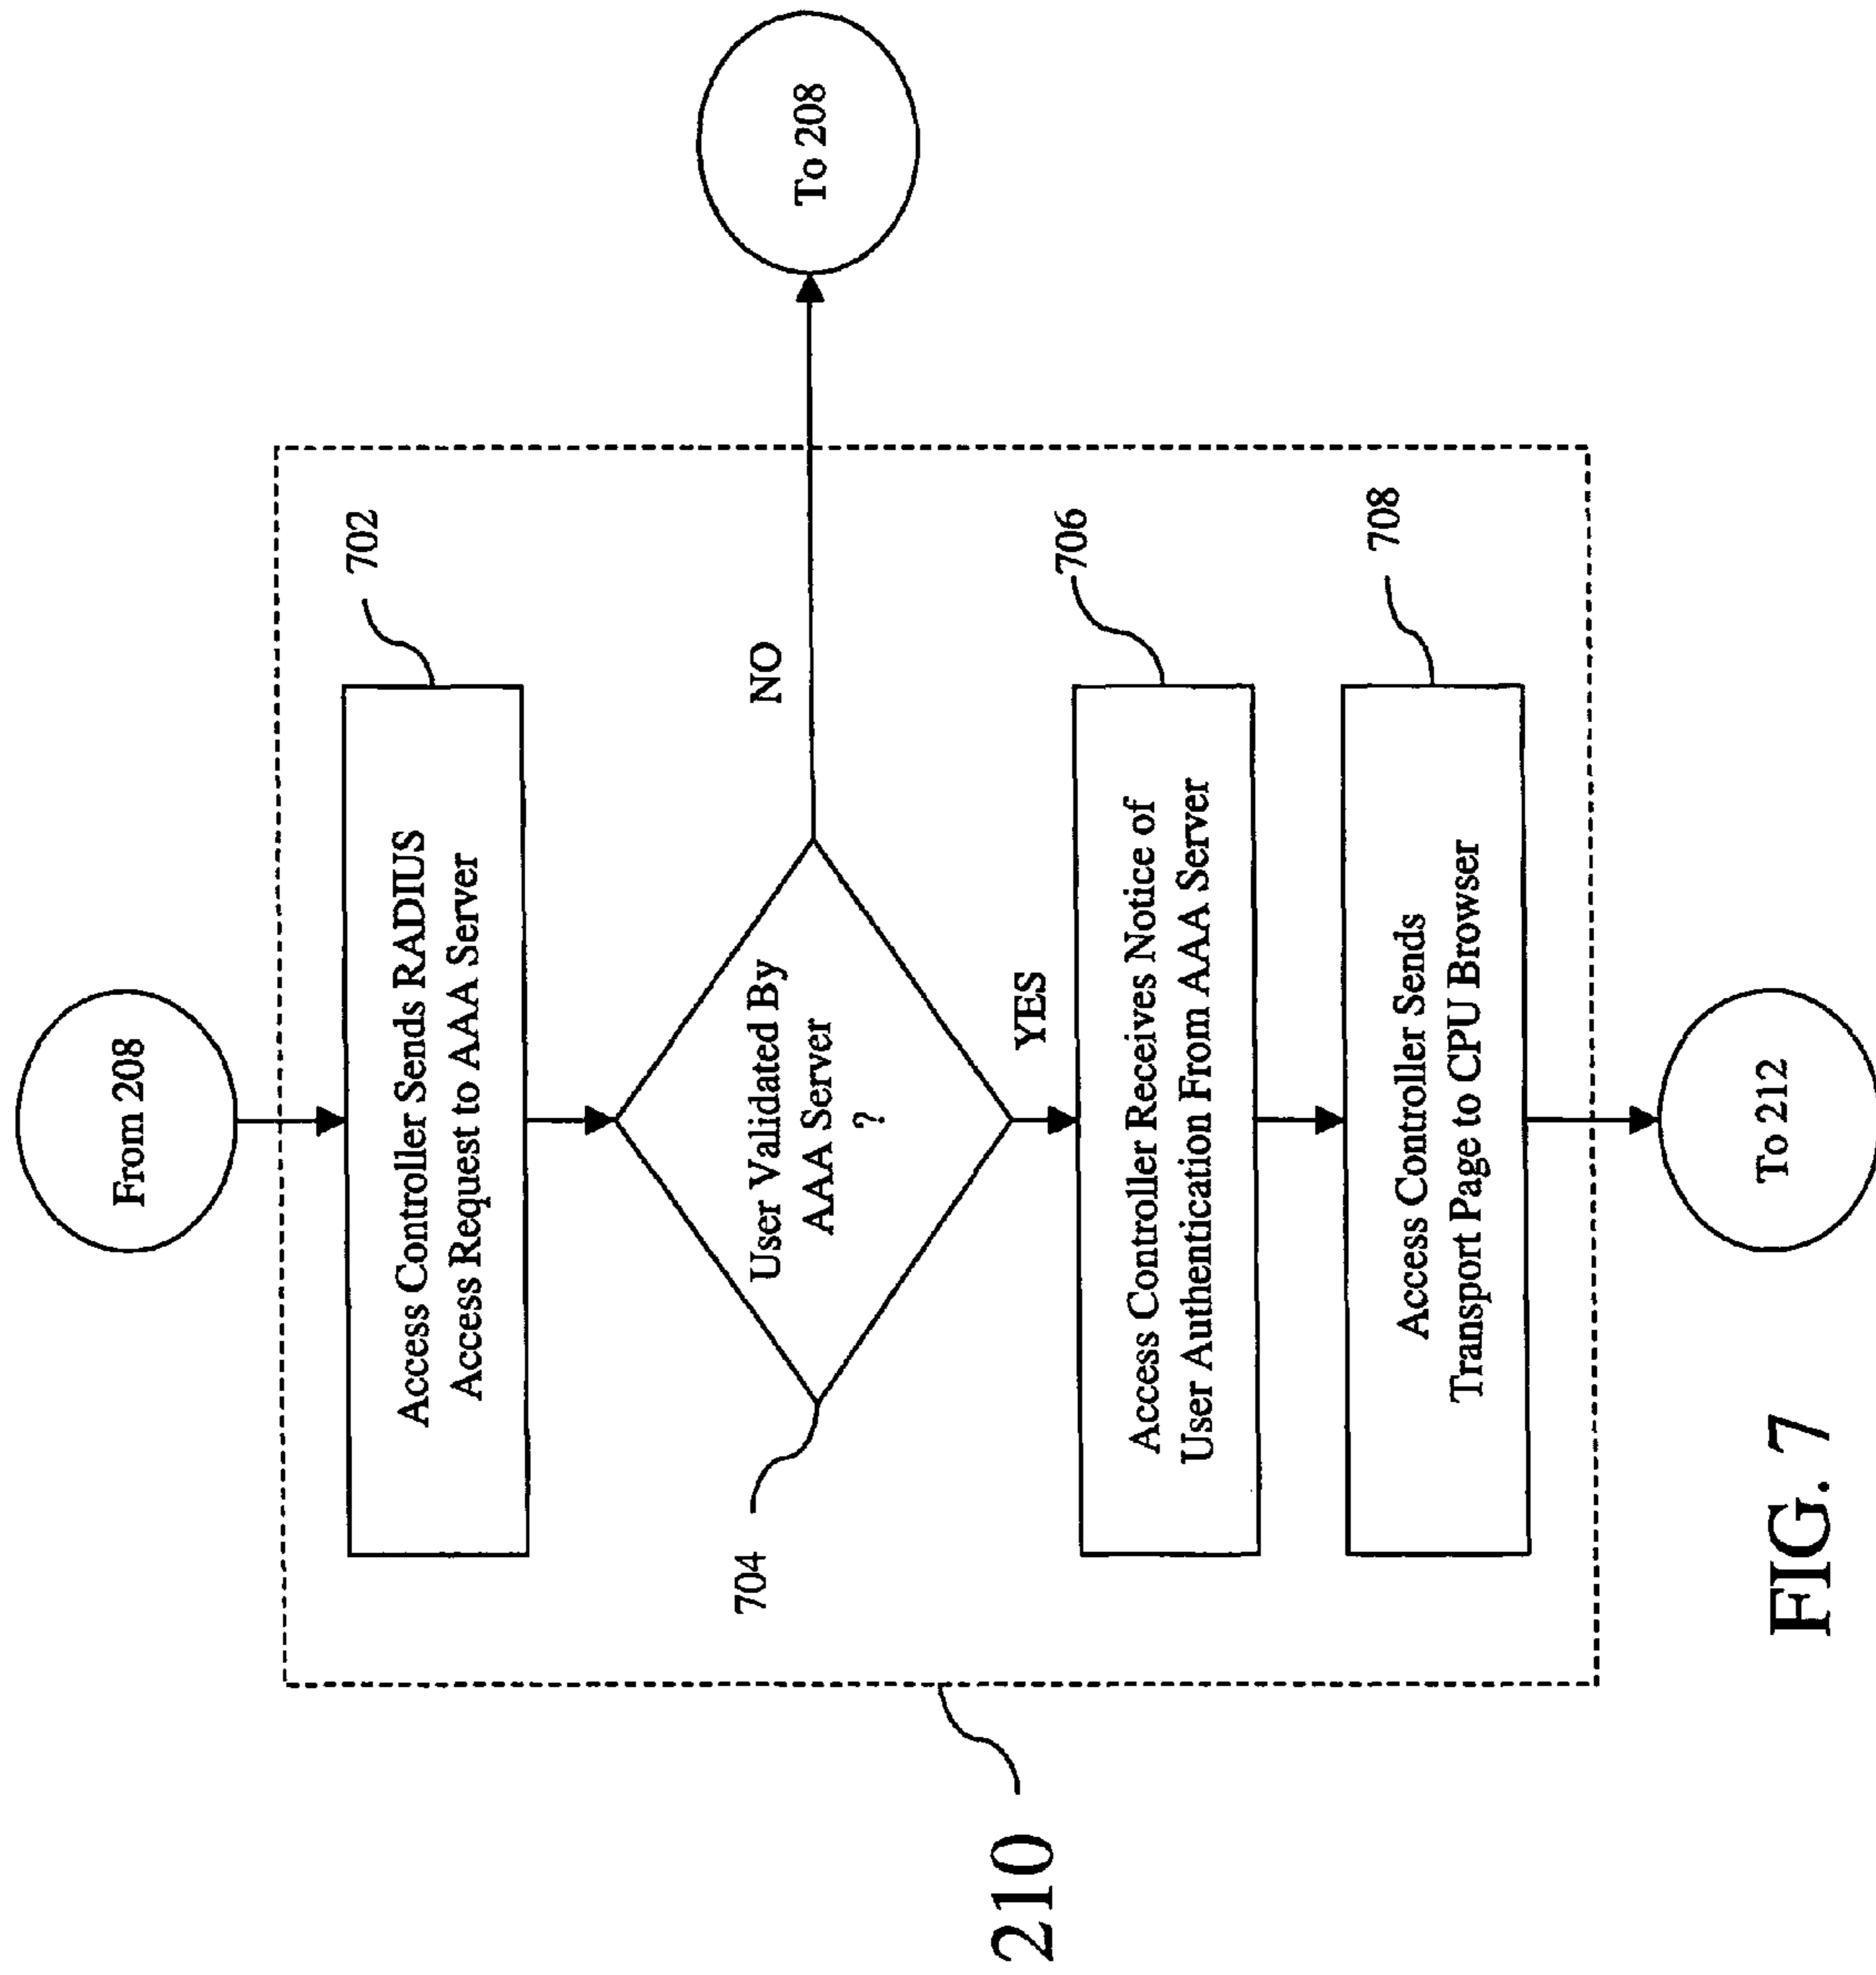 From 208
702
Access Controller Sends RADIUS
Access Request to AAA Server
704
User Validated By
AAA Server
?
NO
To 208
YES
706
Access Controller Receives Notice of
User Authentication From AAA Server
708
Access Controller Sends
Transport Page to CPU Browser
210
To 212
FIG. 7